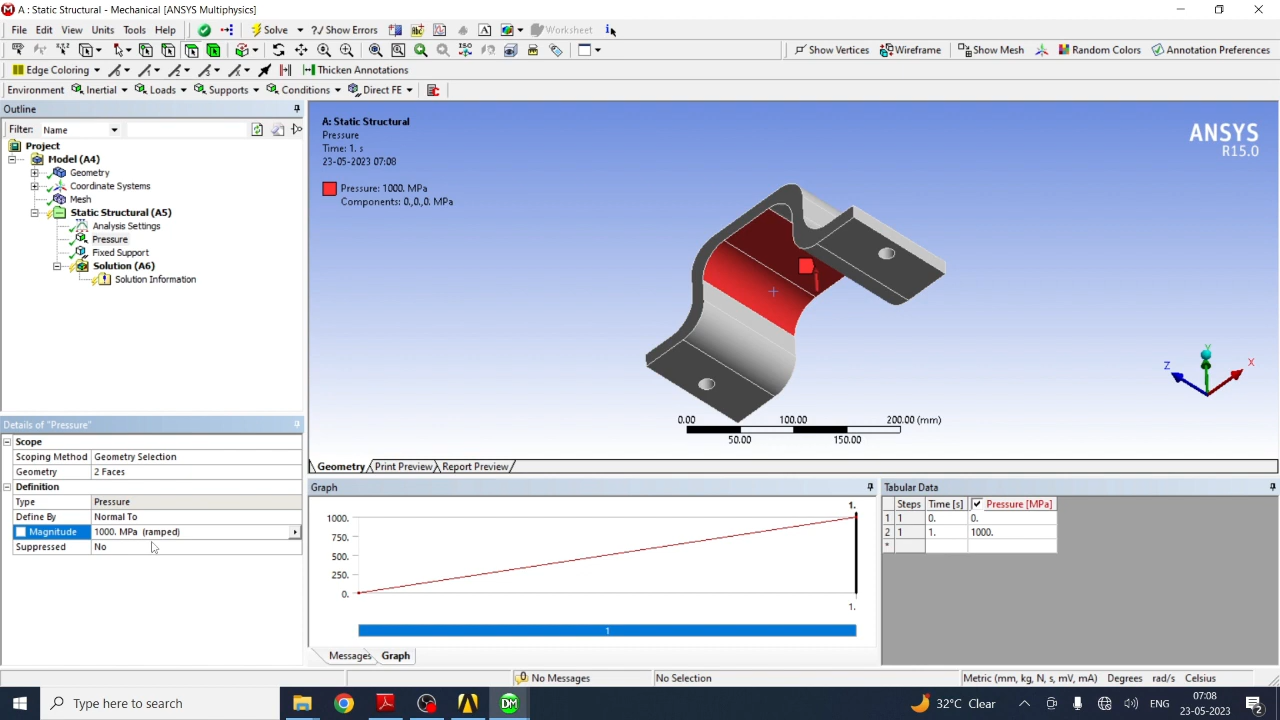 A : Static Structural - Mechanical [ANSYS Multiphysics]
File Edit View Units Tools Help Solve ?/ Show Errors Worksheet
Show Vertices Wireframe Show Mesh Random Colors Annotation Preferences
Edge Coloring Thicken Annotations
Environment Inertial Loads Supports Conditions Direct FE
Outline
Filter: Name
Project
Model (A4)
Geometry
Coordinate Systems
Mesh
Static Structural (A5)
Analysis Settings
Pressure
Fixed Support
Solution (A6)
Solution Information
A: Static Structural
Pressure
Time: 1. s
23-05-2023 07:08
Pressure: 1000. MPa
Components: 0.,0.,0. MPa
ANSYS
R15.0
Y
Z
X
0.00 100.00 200.00 (mm)
50.00 150.00
Geometry Print Preview Report Preview
Details of "Pressure"
Scope
Scoping Method Geometry Selection
Geometry 2 Faces
Definition
Type Pressure
Define By Normal To
Magnitude 1000. MPa (ramped)
Suppressed No
Graph
1.
1000.
750.
500.
250.
0.
1.
1
Messages Graph
Tabular Data
Steps Time [s] Pressure [MPa]
1 1 0. 0.
2 1 1. 1000.
*
0 No Messages No Selection Metric (mm, kg, N, s, mV, mA) Degrees rad/s Celsius
Type here to search
DM
32°C Clear
ENG
07:08
23-05-2023
2